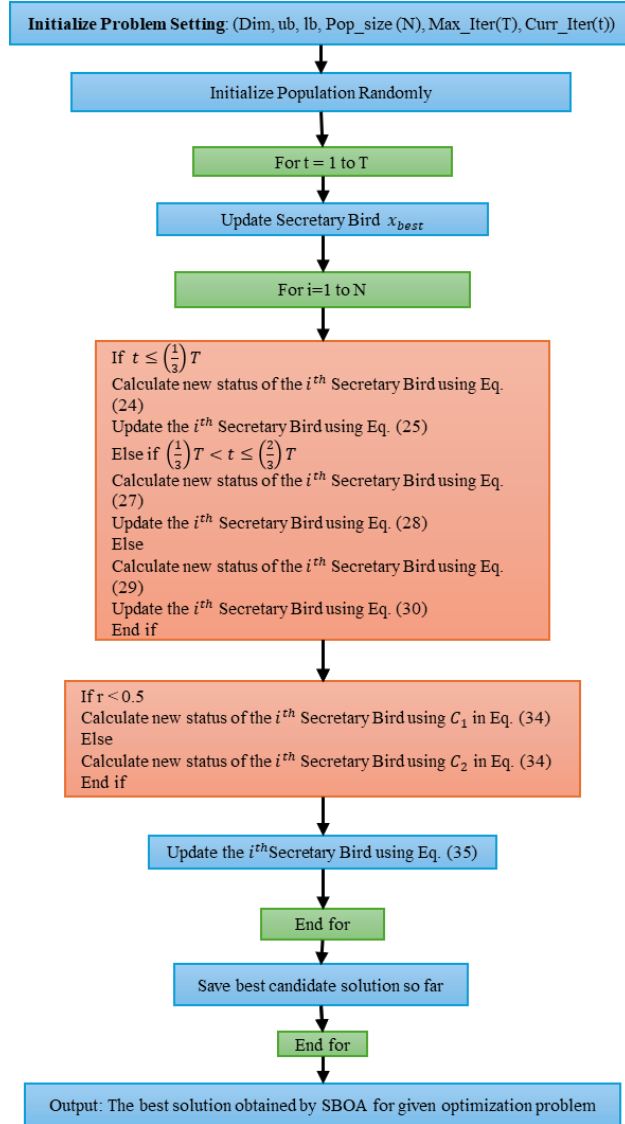 Initialize Problem Setting: (Dim, ub, lb, Pop_size (N), Max_Iter(T), Curr_Iter(t))
Initialize Population Randomly
For t = 1 to T
Update Secretary Bird x_{best}
For i=1 to N
If t ≤ (1/3) T
Calculate new status of the i^{th} Secretary Bird using Eq.
(24)
Update the i^{th} Secretary Bird using Eq. (25)
Else if (1/3) T < t ≤ (2/3) T
Calculate new status of the i^{th} Secretary Bird using Eq.
(27)
Update the i^{th} Secretary Bird using Eq. (28)
Else
Calculate new status of the i^{th} Secretary Bird using Eq.
(29)
Update the i^{th} Secretary Bird using Eq. (30)
End if
If r < 0.5
Calculate new status of the i^{th} Secretary Bird using C_1 in Eq. (34)
Else
Calculate new status of the i^{th} Secretary Bird using C_2 in Eq. (34)
End if
Update the i^{th}Secretary Bird using Eq. (35)
End for
Save best candidate solution so far
End for
Output: The best solution obtained by SBOA for given optimization problem